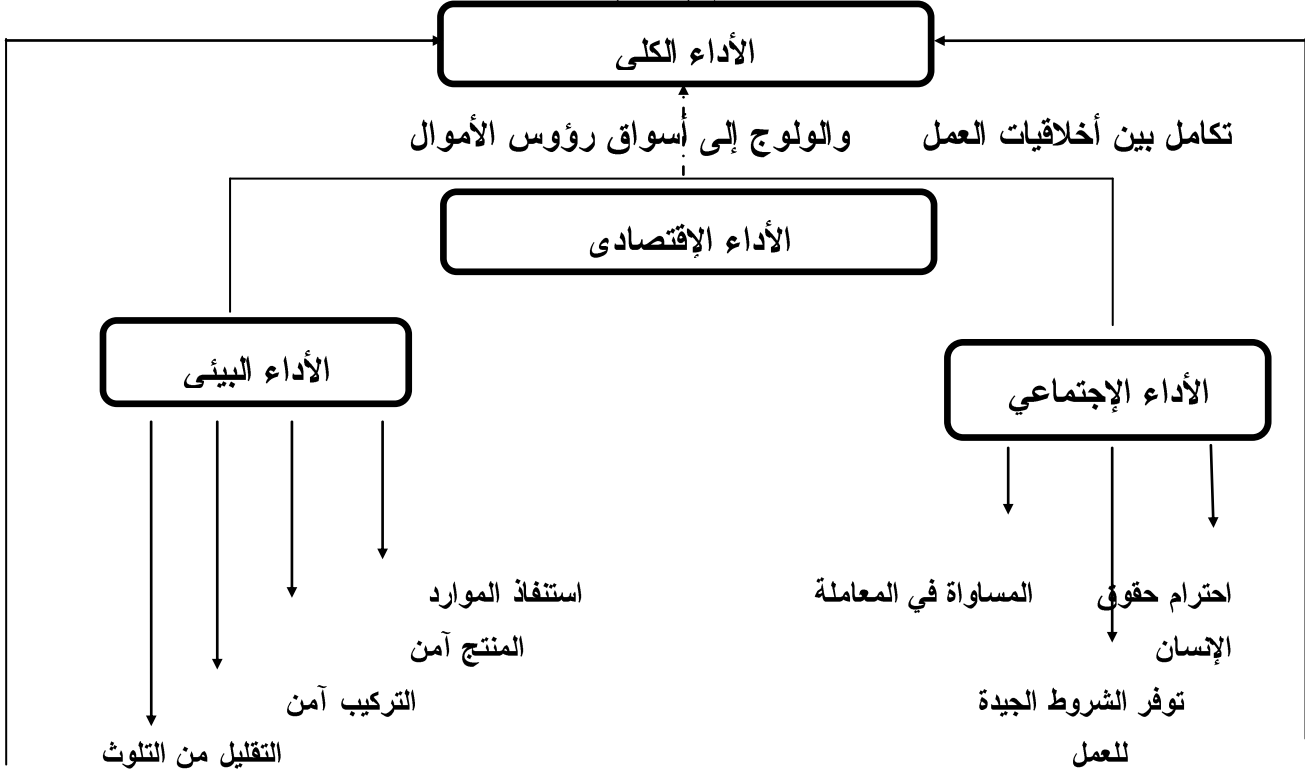 الأداء الكلى
تكامل بين أخلاقيات العمل والولوج إلى أسواق رؤوس الأموال
الأداء الإقتصادى
الأداء الإجتماعي
الأداء البيئى
احترام حقوق المساواة في المعاملة
الإنسان
توفر الشروط الجيدة
للعمل
استنفاذ الموارد
المنتج آمن
التركيب آمن
التقليل من التلوث